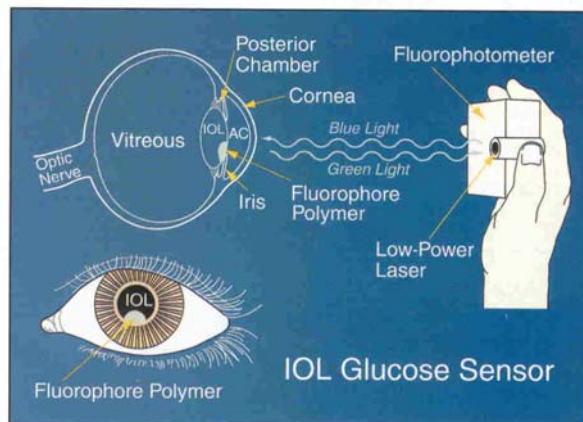 Posterior
Chamber
Cornea
Vitreous
IOL
AC
Optic
Nerve
Iris
Fluorophore
Polymer
Fluorophotometer
Blue Light
Green Light
Low-Power
Laser
IOL
Fluorophore Polymer
IOL Glucose Sensor